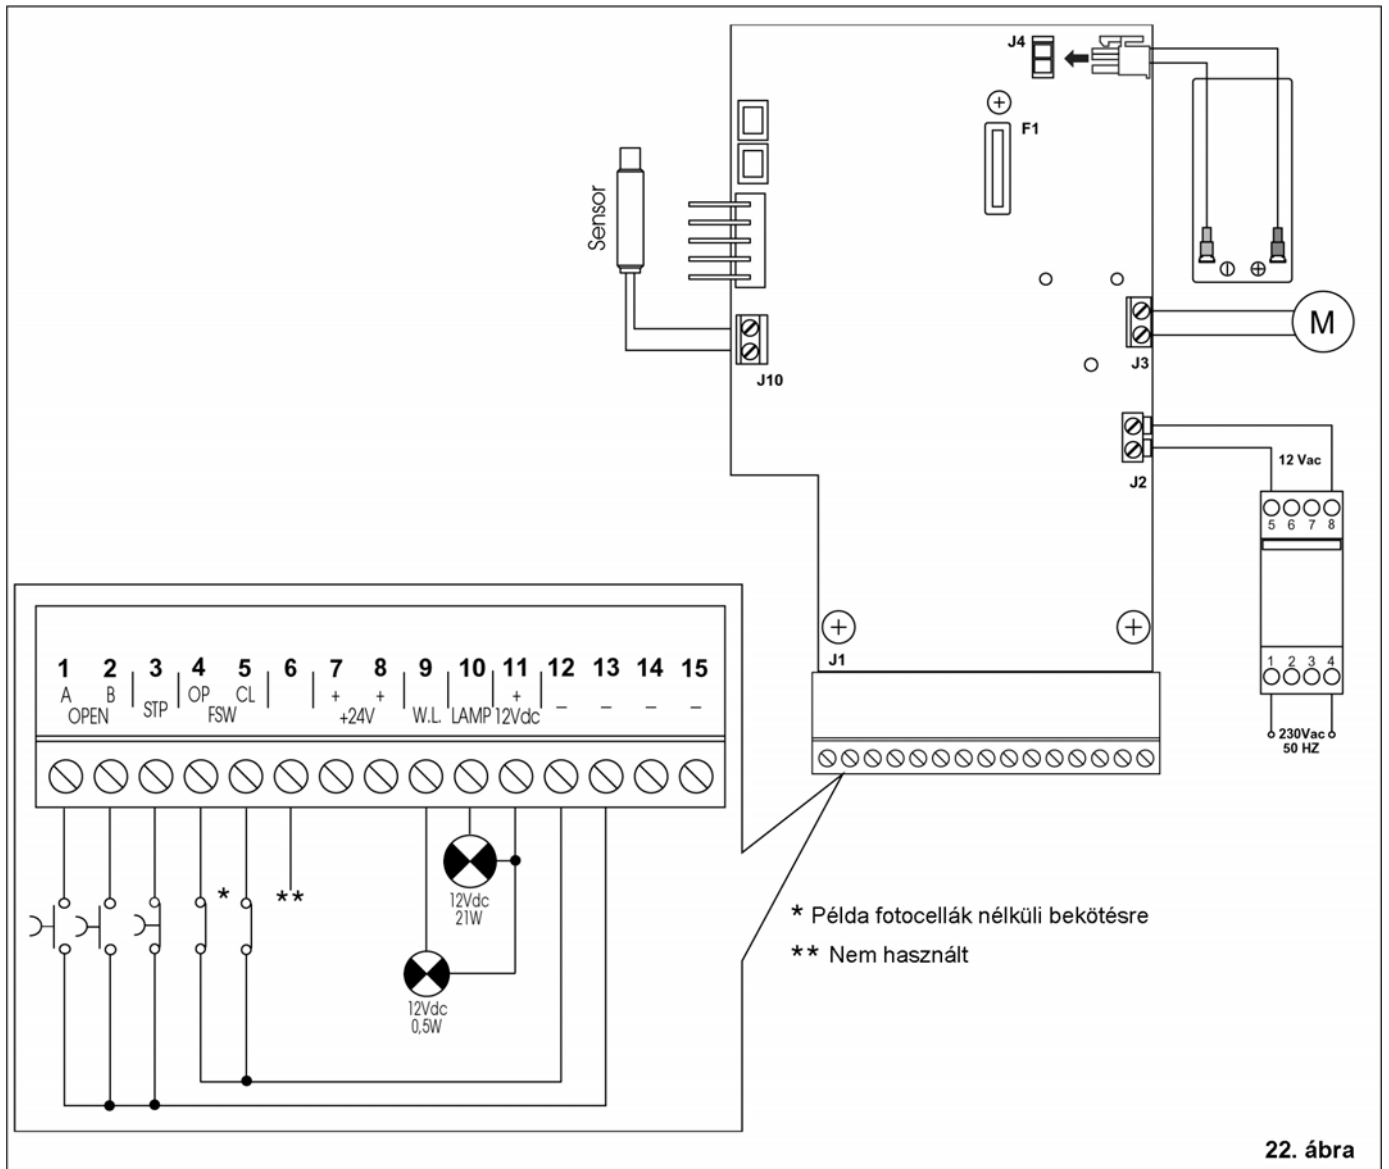 J4
F1
Sensor
M
J10
J3
12 Vac
J2
5 6 7 8
1 2 3 4
230Vac
50 HZ
J1
1 2 3 4 5 6 7 8 9 10 11 12 13 14 15
A B OP CL + + + – – – –
OPEN STP FSW +24V W.L. LAMP 12Vdc
* **
12Vdc
21W
12Vdc
0,5W
* Példa fotocellák nélküli bekötésre
** Nem használt
22. ábra